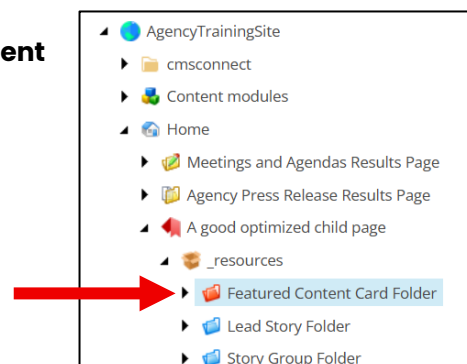 ent
AgencyTrainingSite
cmsconnect
Content modules
Home
Meetings and Agendas Results Page
Agency Press Release Results Page
A good optimized child page
_resources
Featured Content Card Folder
Lead Story Folder
Story Group Folder